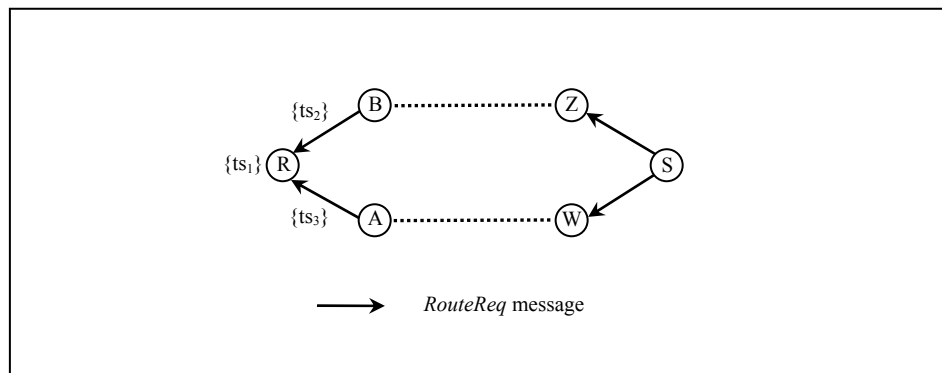 B Z
{ts₂}
{ts₁} R S
{ts₃}
A W
RouteReq message